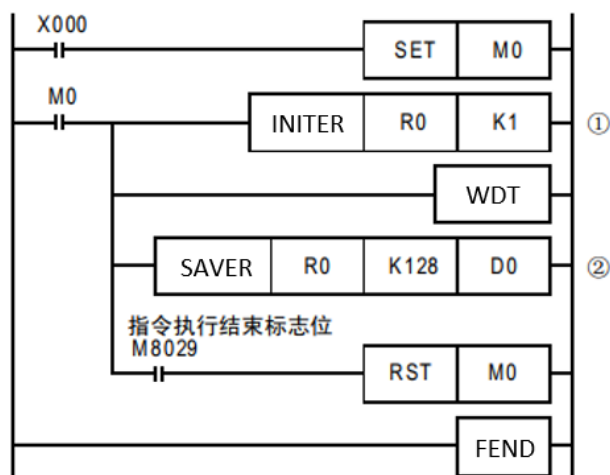 X000
SET M0
M0
INITER R0 K1 ①
WDT
SAVER R0 K128 D0 ②
指令执行结束标志位
M8029
RST M0
FEND